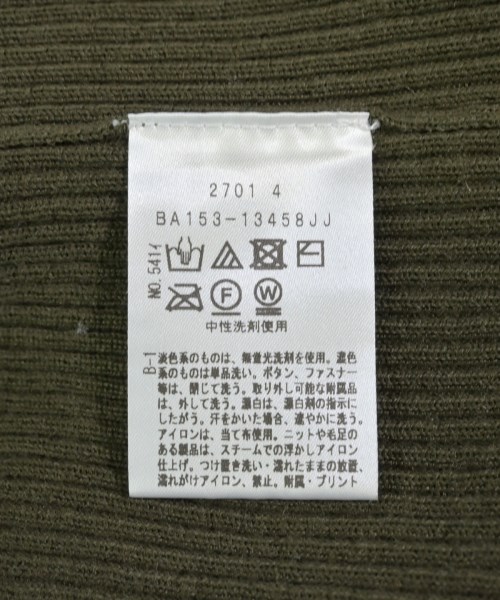 2701 4
BA153-13458JJ
NO.5414
F W
中性洗剤使用
B-1
淡色系のものは、無蛍光洗剤を使用。濃色
系のものは単品洗い。ボタン、ファスナー
等は、閉じて洗う。取り外し可能な附属品
は、外して洗う。漂白は、漂白剤の指示に
したがう。汗をかいた場合、速やかに洗う。
アイロンは、当て布使用。ニットや毛足の
ある製品は、スチームでの浮かしアイロン
仕上げ。つけ置き洗い・濡れたままの放置、
濡れがけアイロン、禁止。附属・プリント